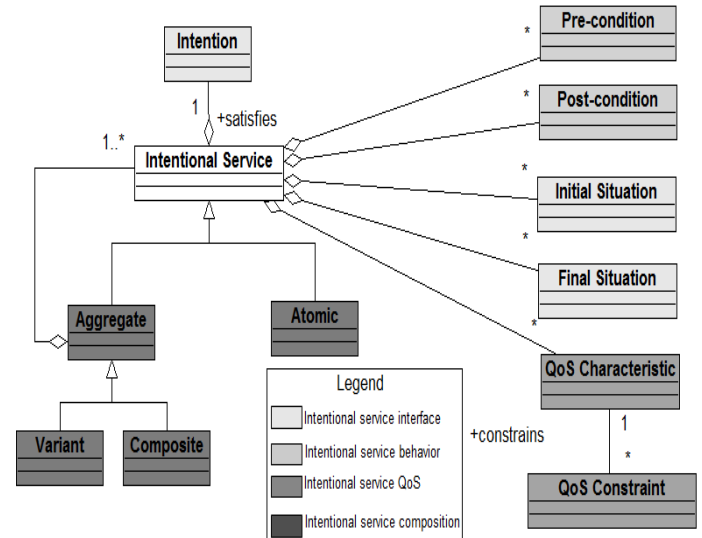 Intention
1
+satisfies
1..*
Intentional Service
*
Pre-condition
*
Post-condition
*
Initial Situation
*
Final Situation
*
QoS Characteristic
1
*
+constrains
QoS Constraint
Aggregate
Atomic
Variant
Composite
Legend
Intentional service interface
Intentional service behavior
Intentional service QoS
Intentional service composition